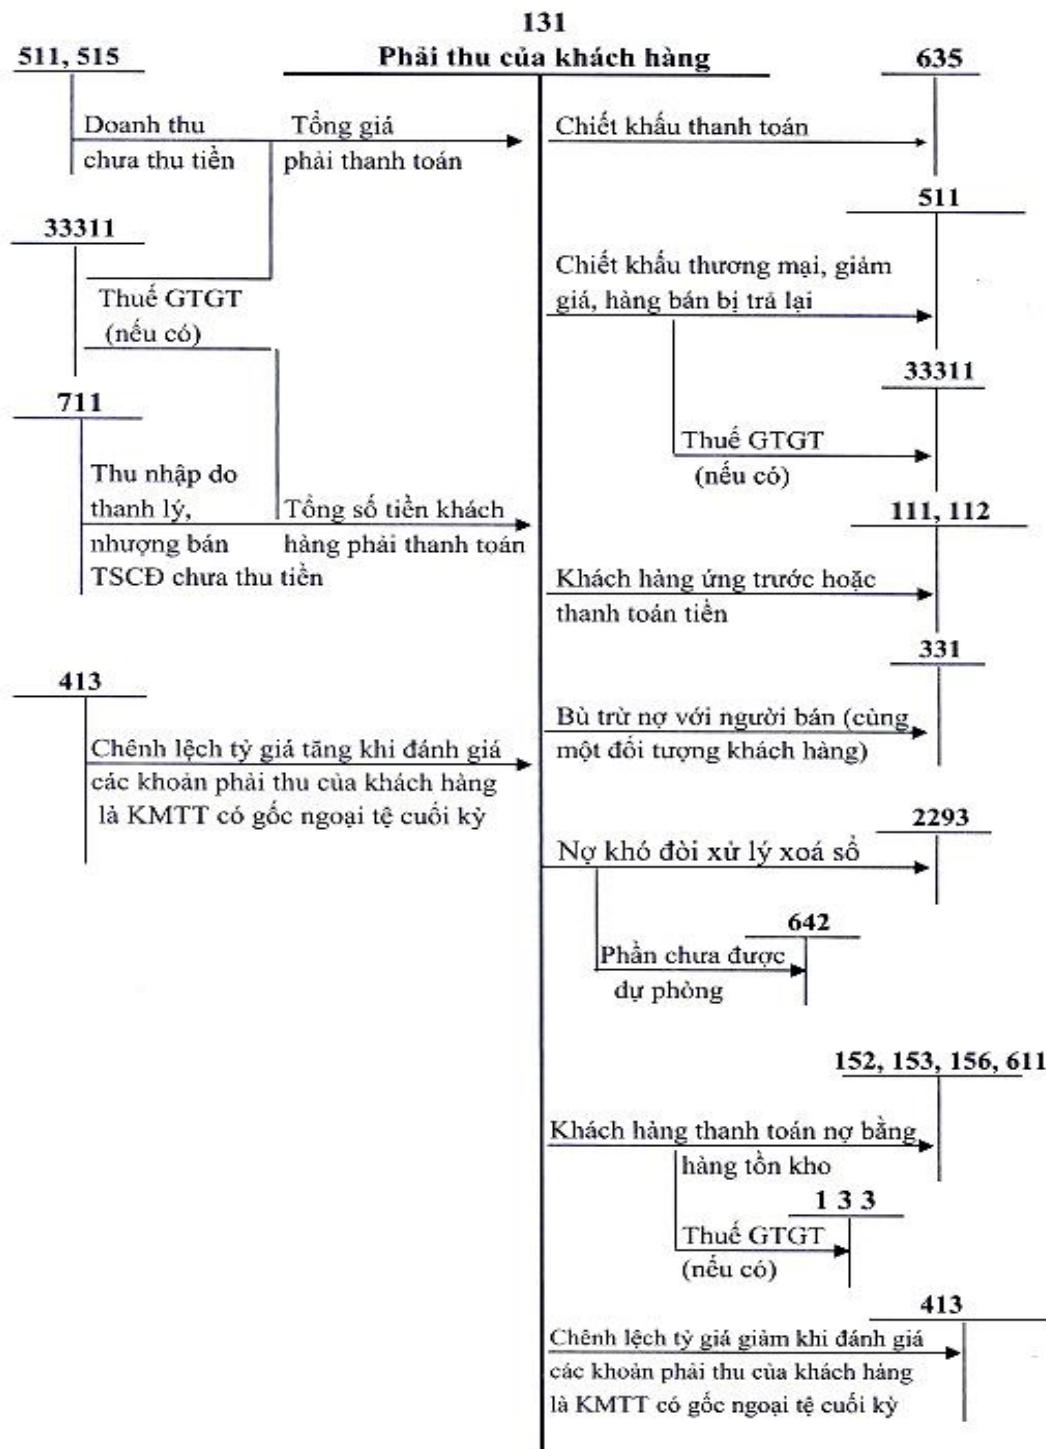 131
Phải thu của khách hàng
511, 515
Doanh thu
chưa thu tiền
Tổng giá
phải thanh toán
33311
Thuế GTGT
(nếu có)
711
Thu nhập do
thanh lý,
nhượng bán
TSCĐ chưa thu tiền
Tổng số tiền khách
hàng phải thanh toán
413
Chênh lệch tỷ giá tăng khi đánh giá
các khoản phải thu của khách hàng
là KMTT có gốc ngoại tệ cuối kỳ
635
Chiết khấu thanh toán
511
Chiết khấu thương mại, giảm
giá, hàng bán bị trả lại
33311
Thuế GTGT
(nếu có)
111, 112
Khách hàng ứng trước hoặc
thanh toán tiền
331
Bù trừ nợ với người bán (cùng
một đối tượng khách hàng)
2293
Nợ khó đòi xử lý xoá sổ
642
Phần chưa được
dự phòng
152, 153, 156, 611
Khách hàng thanh toán nợ bằng
hàng tồn kho
1 3 3
Thuế GTGT
(nếu có)
413
Chênh lệch tỷ giá giảm khi đánh giá
các khoản phải thu của khách hàng
là KMTT có gốc ngoại tệ cuối kỳ